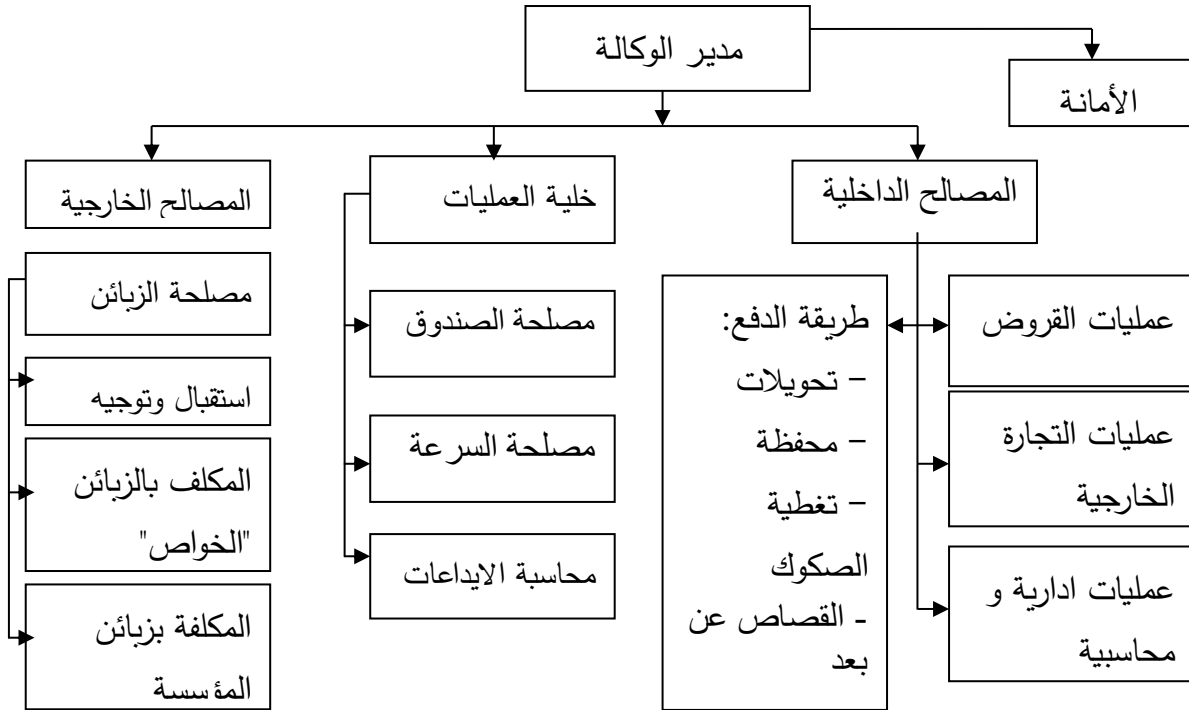 مدير الوكالة
الأمانة
المصالح الداخلية
خلية العمليات
المصالح الخارجية
عمليات القروض
عمليات التجارة
الخارجية
عمليات ادارية و
محاسبية
طريقة الدفع:
– تحويلات
– محفظة
– تغطية
الصكوك
- القصاص عن
بعد
مصلحة الصندوق
مصلحة السرعة
محاسبة الايداعات
مصلحة الزبائن
استقبال وتوجيه
المكلف بالزبائن
"الخواص"
المكلفة بزبائن
المؤسسة